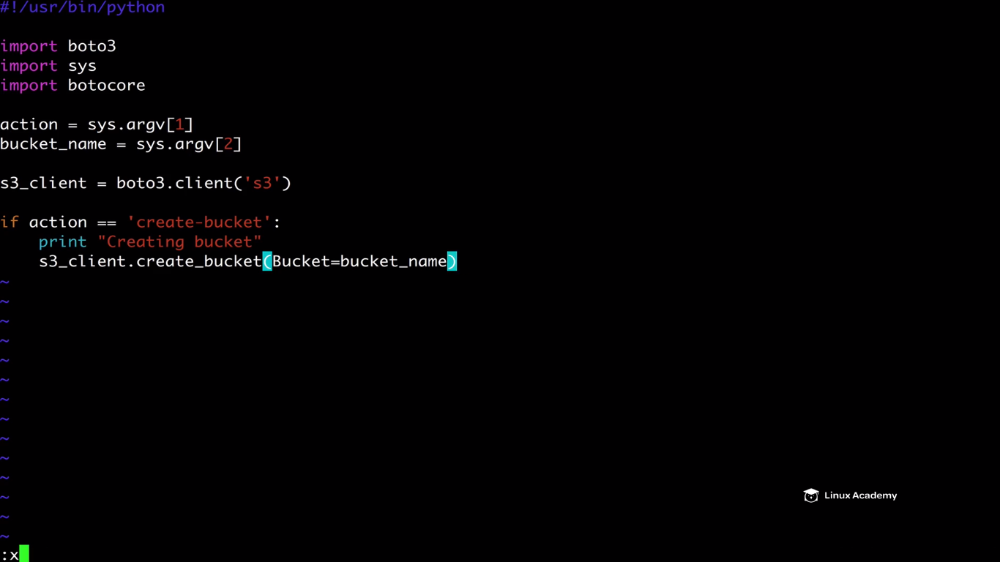 #!/usr/bin/python
import boto3
import sys
import botocore
action = sys.argv[1]
bucket_name = sys.argv[2]
s3_client = boto3.client('s3')
if action == 'create-bucket':
    print "Creating bucket"
    s3_client.create_bucket(Bucket=bucket_name)
~
~
~
~
~
~
~
~
~
~
~
~
~
~
Linux Academy
:x